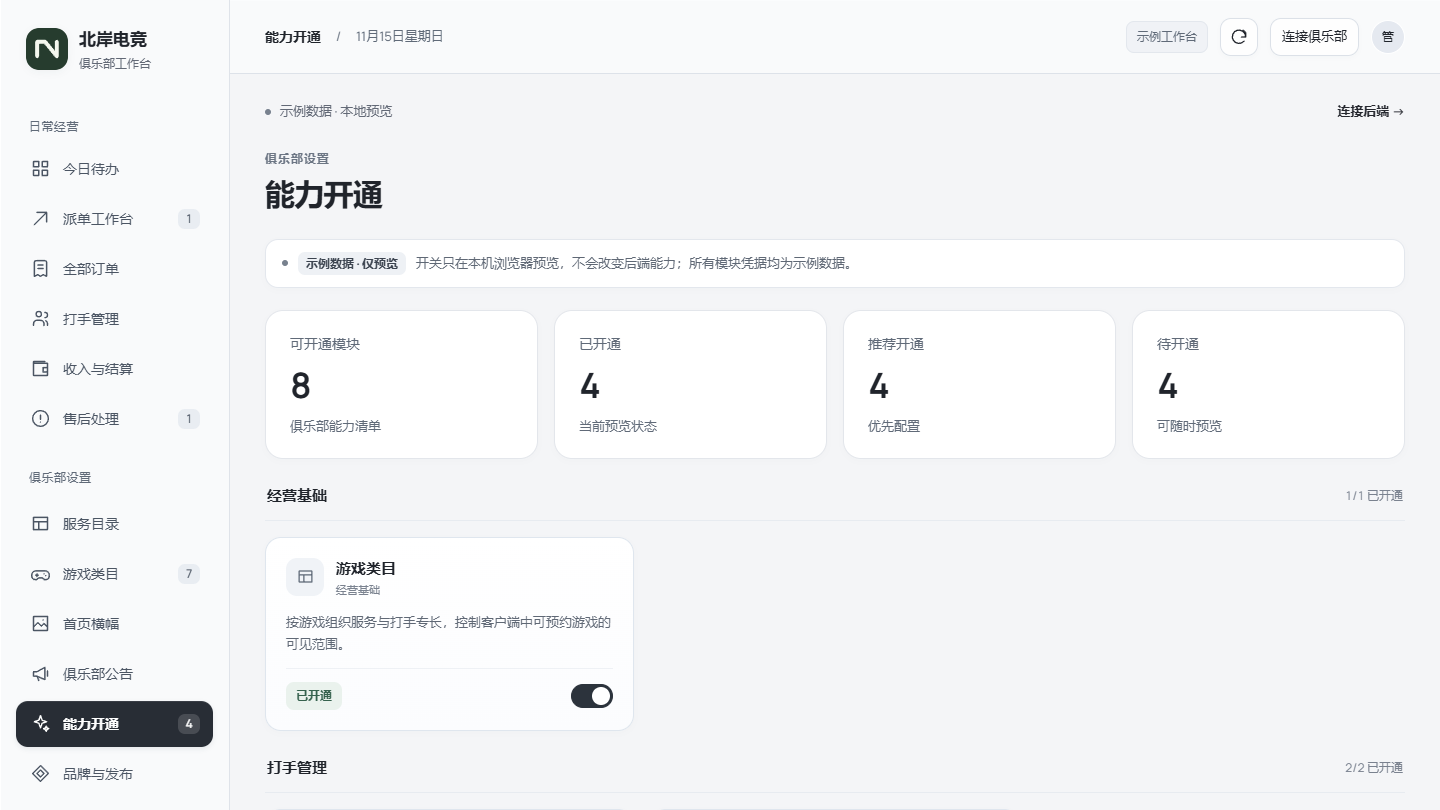 北岸电竞
俱乐部工作台
日常经营
今日待办
派单工作台 1
全部订单
打手管理
收入与结算
售后处理 1
俱乐部设置
服务目录
游戏类目 7
首页横幅
俱乐部公告
能力开通 4
品牌与发布
能力开通 / 11月15日星期日
示例工作台
连接俱乐部
管
示例数据 · 本地预览
连接后端 →
俱乐部设置
能力开通
示例数据 · 仅预览 开关只在本机浏览器预览，不会改变后端能力；所有模块凭据均为示例数据。
可开通模块
8
俱乐部能力清单
已开通
4
当前预览状态
推荐开通
4
优先配置
待开通
4
可随时预览
经营基础
1/1 已开通
游戏类目
经营基础
按游戏组织服务与打手专长，控制客户端中可预约游戏的
可见范围。
已开通
打手管理
2/2 已开通